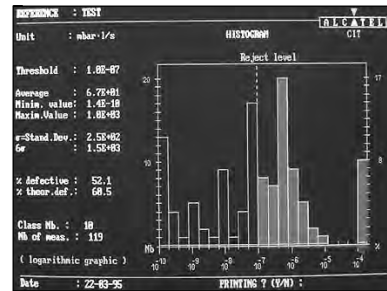 REFERENCE : TEST
ALCATEL
CIT
Unit : mbar·l/s
HISTOGRAM
Reject level
Threshold : 1.0E-07
Average : 6.7E+01
Minim. value: 1.4E-10
Maxim.Value : 1.0E+03
σ=Stand.Dev.: 2.5E+02
6σ : 1.5E+03
% defective : 52.1
% theor.def.: 60.5
Class Nb. : 10
Nb of meas. : 119
( logarithmic graphic )
20
10
Nb
17
8
%
10-10 10-9 10-8 10-7 10-6 10-5 10-4
Date : 22-03-95
PRINTING ? (Y/N) :